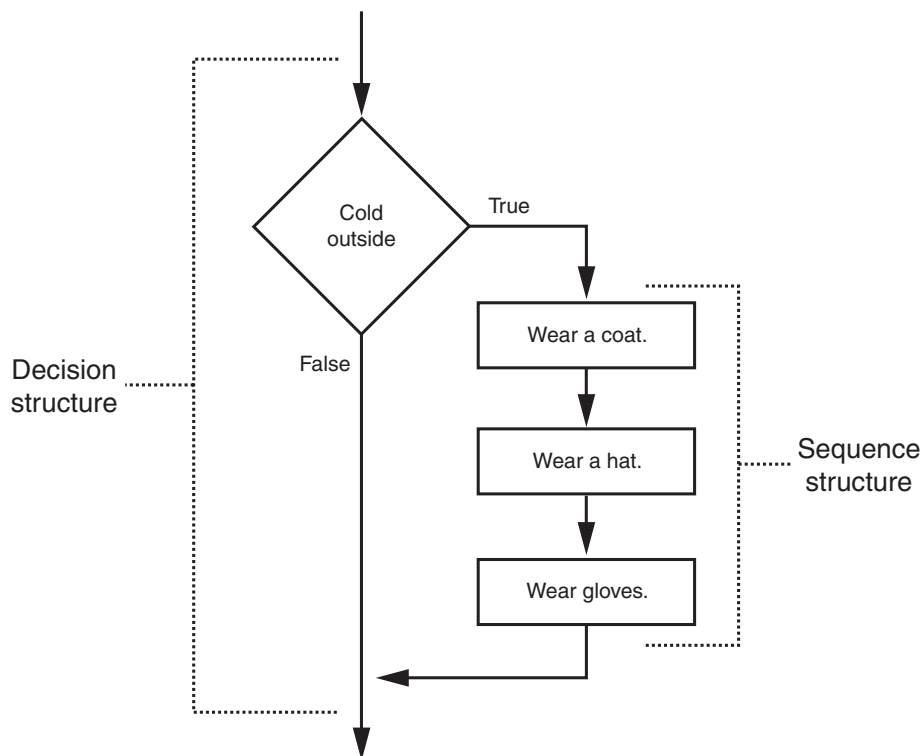 Cold
outside
True
Wear a coat.
False
Decision
structure
Wear a hat.
Sequence
structure
Wear gloves.